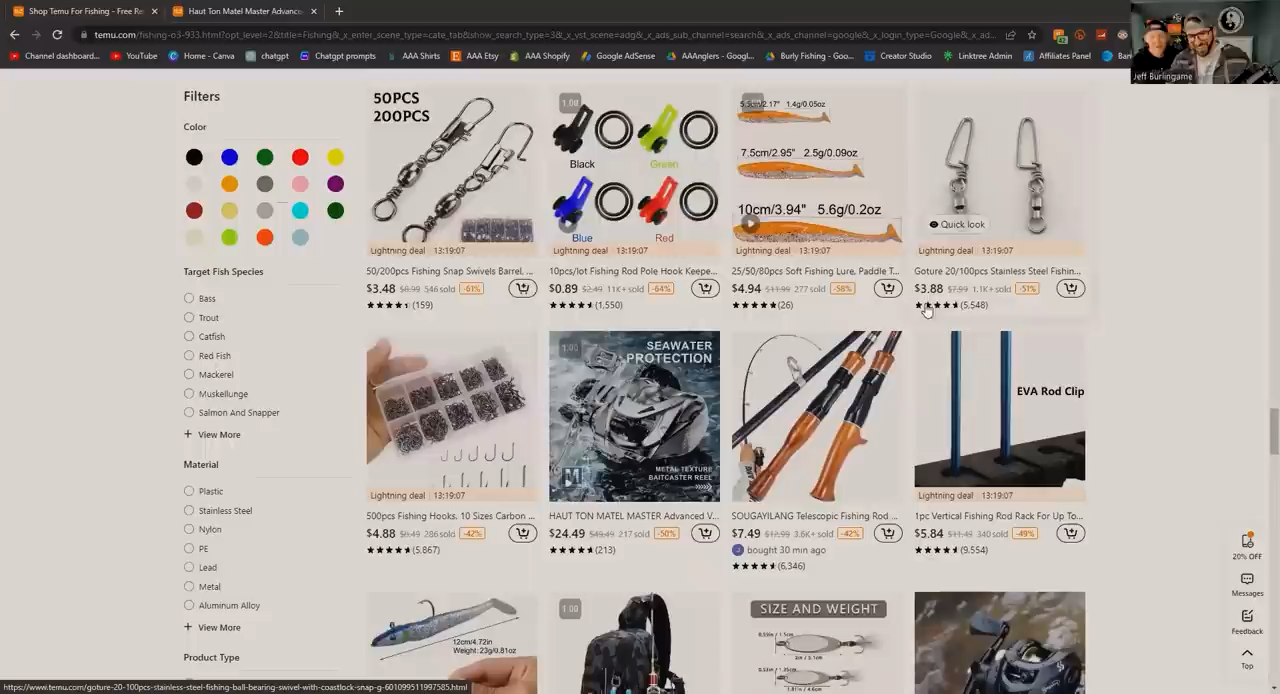 Shop Temu For Fishing - Free Re
Haut Ton Matel Master Advance
temu.com/fishing-o3-933.html?opt_level=2&title=Fishing&_x_enter_scene_type=cate_tab&show_search_type=3&_x_vst_scene=adg&_x_ads_sub_channel=search&_x_ads_channel=google&_x_login_type=Google&_x_ad...
Channel dashboard...
YouTube
Home - Canva
chatgpt
Chatgpt prompts
AAA Shirts
AAA Etsy
AAA Shopify
Google AdSense
AAAnglers - Googl...
Burly Fishing - Goo...
Creator Studio
Linktree Admin
Affiliates Panel
Jeff Burlingame
Filters
Color
Target Fish Species
Bass
Trout
Catfish
Red Fish
Mackerel
Muskellunge
Salmon And Snapper
+ View More
Material
Plastic
Stainless Steel
Nylon
PE
Lead
Metal
Aluminum Alloy
+ View More
Product Type
50PCS
200PCS
Lightning deal 13:19:07
50/200pcs Fishing Snap Swivels Barrel, ...
$3.48 $8.99 546 sold -61%
(159)
1:00
Black
Green
Blue
Red
Lightning deal 13:19:07
10pcs/lot Fishing Rod Pole Hook Keepe...
$0.89 $2.49 11K+ sold -64%
(1,550)
5.5cm/2.17" 1.4g/0.05oz
7.5cm/2.95" 2.5g/0.09oz
10cm/3.94" 5.6g/0.2oz
Lightning deal 13:19:07
25/50/80pcs Soft Fishing Lure, Paddle T...
$4.94 $11.99 277 sold -58%
(26)
Quick look
Lightning deal 13:19:07
Goture 20/100pcs Stainless Steel Fishin...
$3.88 $7.99 1.1K+ sold -51%
(5,548)
Lightning deal 13:19:07
500pcs Fishing Hooks, 10 Sizes Carbon ...
$4.88 $8.49 286 sold -42%
(5,867)
1:00
SEAWATER
PROTECTION
METAL TEXTURE
BAITCASTER REEL
HAUT TON MATEL MASTER Advanced V...
$24.49 $49.49 217 sold -50%
(213)
SOUGAYILANG Telescopic Fishing Rod ...
$7.49 $12.99 3.6K+ sold -42%
bought 30 min ago
(6,346)
EVA Rod Clip
Lightning deal 13:19:07
1pc Vertical Fishing Rod Rack For Up To...
$5.84 $11.49 340 sold -49%
(9,554)
12cm/4.72in
Weight:23g/0.81oz
1:00
SIZE AND WEIGHT
20% OFF
Messages
Feedback
Top
https://www.temu.com/goture-20-100pcs-stainless-steel-fishing-ball-bearing-swivel-with-coastlock-snap-g-601099511997585.html